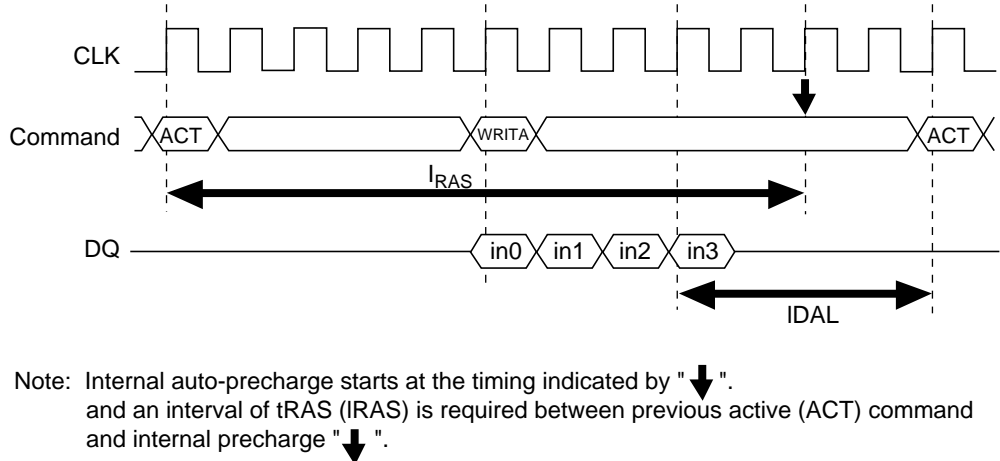 CLK
Command ACT WRITA ACT
IRAS
DQ in0 in1 in2 in3
lDAL
Note: Internal auto-precharge starts at the timing indicated by " ".
and an interval of tRAS (lRAS) is required between previous active (ACT) command
and internal precharge " ".